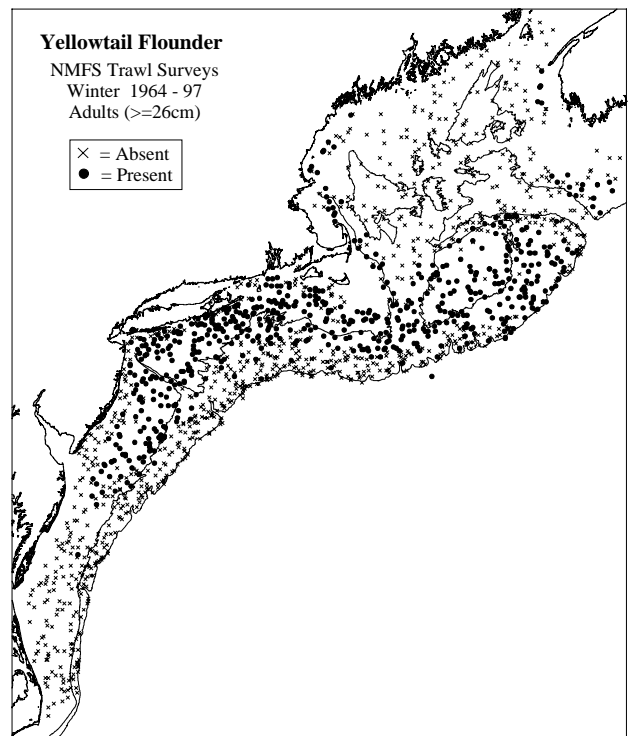 Yellowtail Flounder
NMFS Trawl Surveys
Winter 1964 - 97
Adults (>=26cm)
× = Absent
● = Present